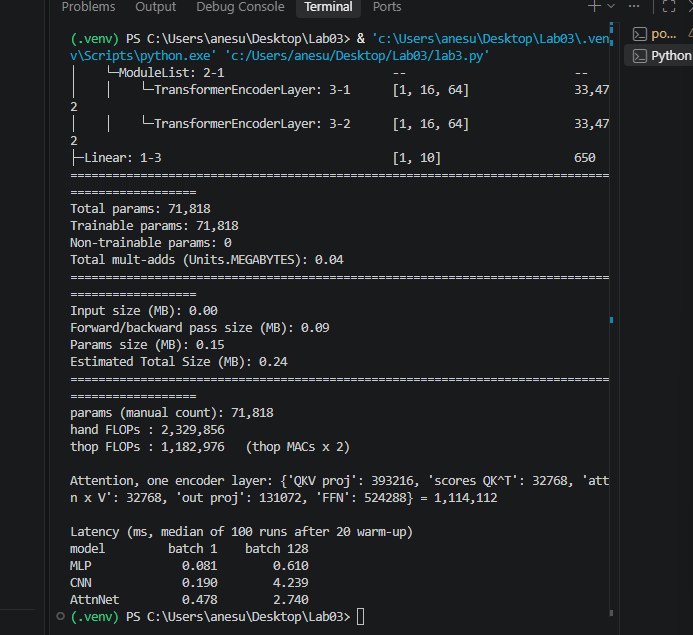 Problems Output Debug Console Terminal Ports
(.venv) PS C:\Users\anesu\Desktop\Lab03> & 'c:\Users\anesu\Desktop\Lab03\.ven
v\Scripts\python.exe' 'c:/Users/anesu/Desktop/Lab03/lab3.py'
│ └─ModuleList: 2-1 -- --
│ │ └─TransformerEncoderLayer: 3-1 [1, 16, 64] 33,47
2
│ │ └─TransformerEncoderLayer: 3-2 [1, 16, 64] 33,47
2
├─Linear: 1-3 [1, 10] 650
=============================================================================
==================
Total params: 71,818
Trainable params: 71,818
Non-trainable params: 0
Total mult-adds (Units.MEGABYTES): 0.04
=============================================================================
==================
Input size (MB): 0.00
Forward/backward pass size (MB): 0.09
Params size (MB): 0.15
Estimated Total Size (MB): 0.24
=============================================================================
==================
params (manual count): 71,818
hand FLOPs : 2,329,856
thop FLOPs : 1,182,976 (thop MACs x 2)
Attention, one encoder layer: {'QKV proj': 393216, 'scores QK^T': 32768, 'att
n x V': 32768, 'out proj': 131072, 'FFN': 524288} = 1,114,112
Latency (ms, median of 100 runs after 20 warm-up)
model batch 1 batch 128
MLP 0.081 0.610
CNN 0.190 4.239
AttnNet 0.478 2.740
(.venv) PS C:\Users\anesu\Desktop\Lab03>
po...
Python